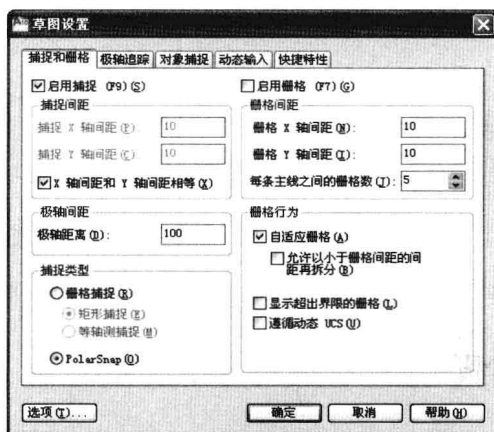 草图设置
捕捉和栅格 极轴追踪 对象捕捉 动态输入 快捷特性
启用捕捉 (F9)(S)
捕捉间距
捕捉 X 轴间距(P): 10
捕捉 Y 轴间距(C): 10
X 轴间距和 Y 轴间距相等(X)
极轴间距
极轴距离(D): 100
捕捉类型
栅格捕捉(R)
矩形捕捉(E)
等轴测捕捉(M)
PolarSnap(O)
启用栅格 (F7)(G)
栅格间距
栅格 X 轴间距(N): 10
栅格 Y 轴间距(I): 10
每条主线之间的栅格数(J): 5
栅格行为
自适应栅格(A)
允许以小于栅格间距的间
距再拆分(B)
显示超出界限的栅格(L)
遵循动态 UCS(U)
选项(T)... 确定 取消 帮助(H)